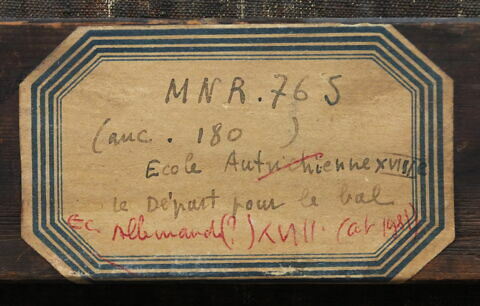 MNR. 765
(anc. 180 )
Ecole Autrichienne XVIIIe
Le Départ pour le bal
Ec. Allemande(?) XVIII. (cat 1981)